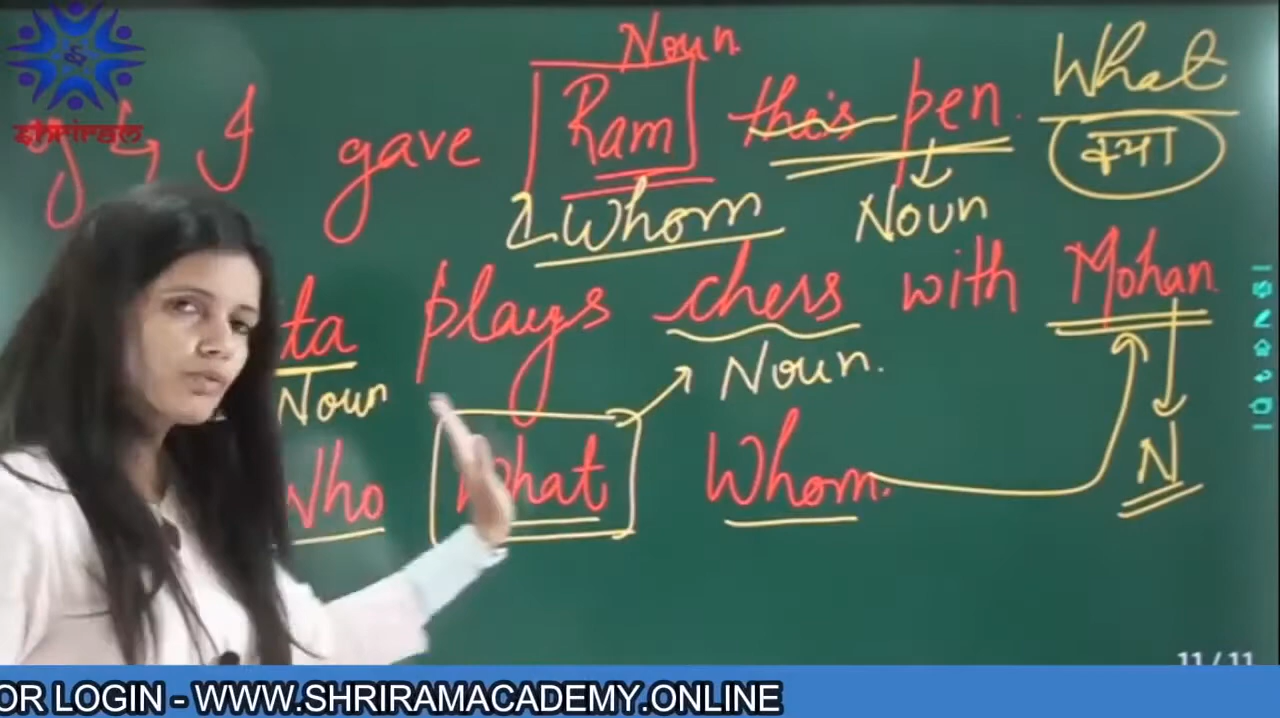 Noun.
e.g. I gave Ram this pen. What
क्या
Whom Noun
ta plays chess with Mohan
Noun Noun.
Who What Whom.
N
shriram
11/11
OR LOGIN - WWW.SHRIRAMACADEMY.ONLINE